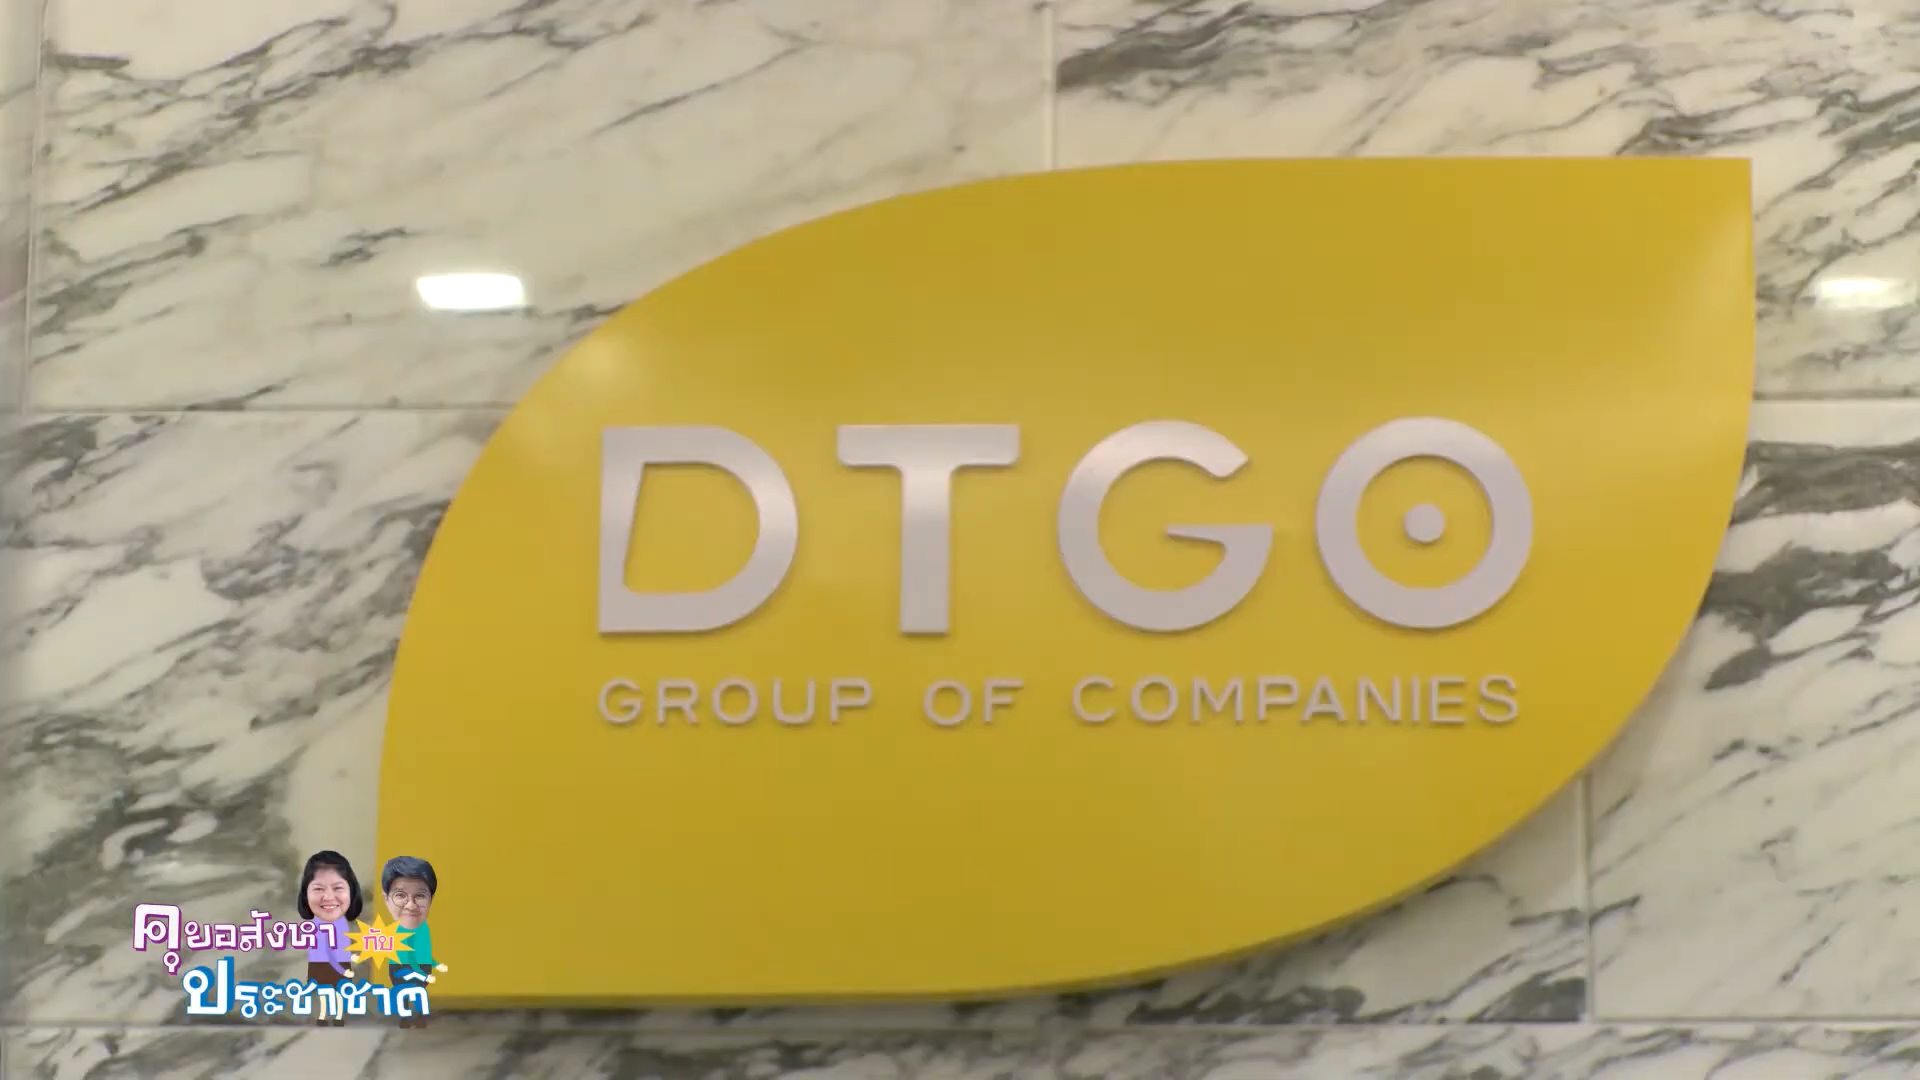 DTGO
GROUP OF COMPANIES
คุยอสังหา
กับ
ประชาชาติ